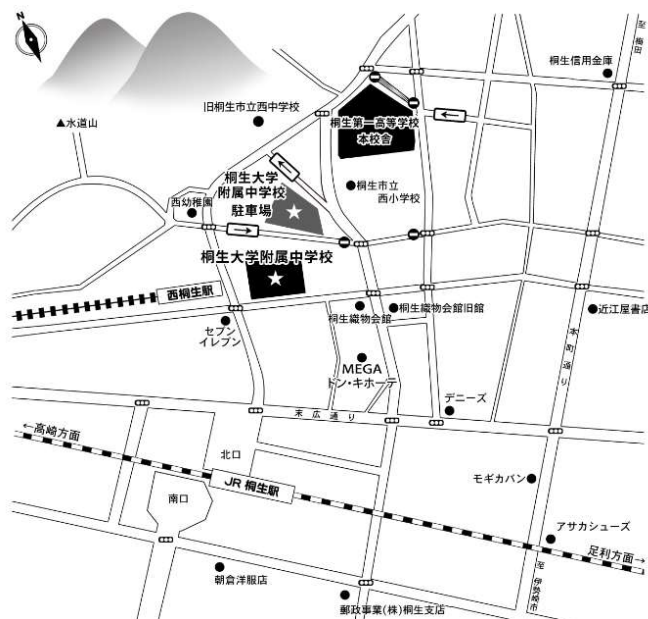 N
至
梅田
桐生信用金庫
旧桐生市立西中学校
▲水道山
桐生第一高等学校
本校舎
桐生大学
附属中学校
駐車場
桐生市立
西小学校
西幼稚園
桐生大学附属中学校
西桐生駅
桐生織物会館旧館
桐生織物会館
近江屋書店
セブン
イレブン
本町通り
MEGA
ドン・キホーテ
デニーズ
末広通り
←高崎方面
北口
JR 桐生駅
南口
モギカバン
アサカシューズ
足利方面→
至
伊勢崎市
朝倉洋服店
郵政事業(株)桐生支店